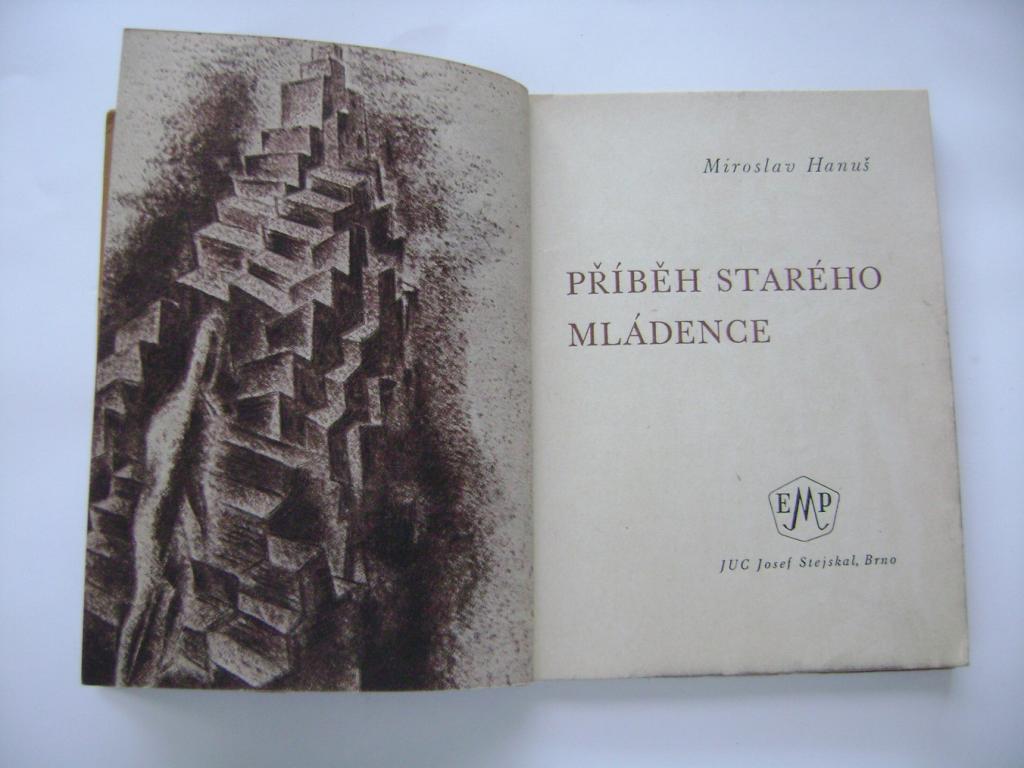 Miroslav Hanuš
PŘÍBĚH STARÉHO
MLÁDENCE
EMP
JUC Josef Stejskal, Brno